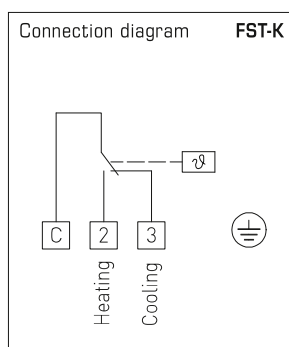 Connection diagram FST-K
ϑ
C 2 3
Heating
Cooling